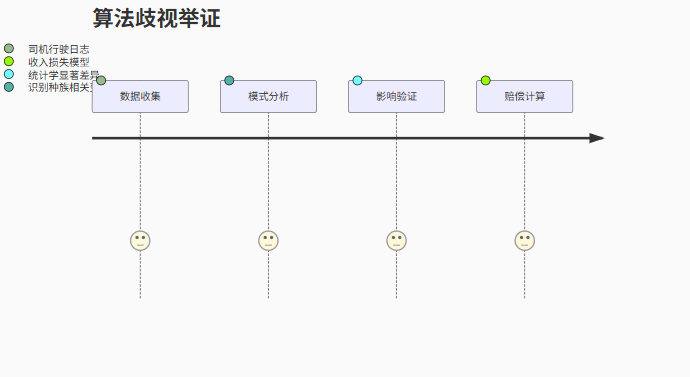 算法歧视举证
司机行驶日志
收入损失模型
统计学显著差异
识别种族相关
数据收集
模式分析
影响验证
赔偿计算